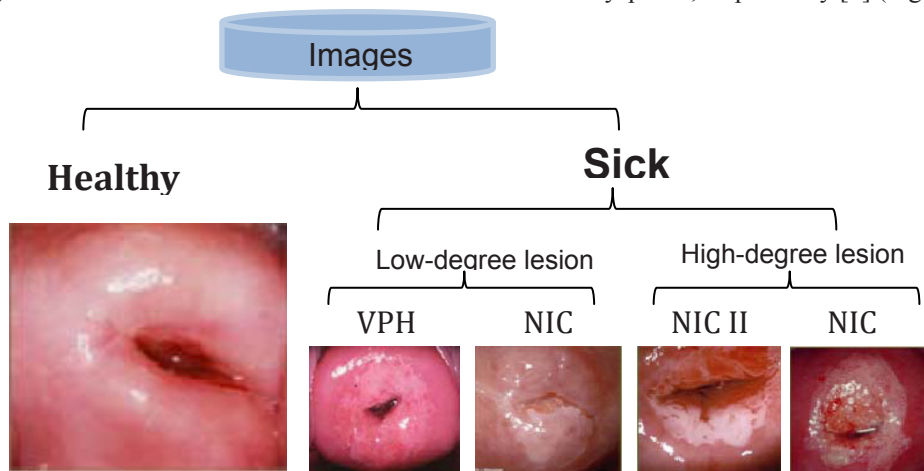 Images
Healthy
Sick
Low-degree lesion
High-degree lesion
VPH
NIC
NIC II
NIC